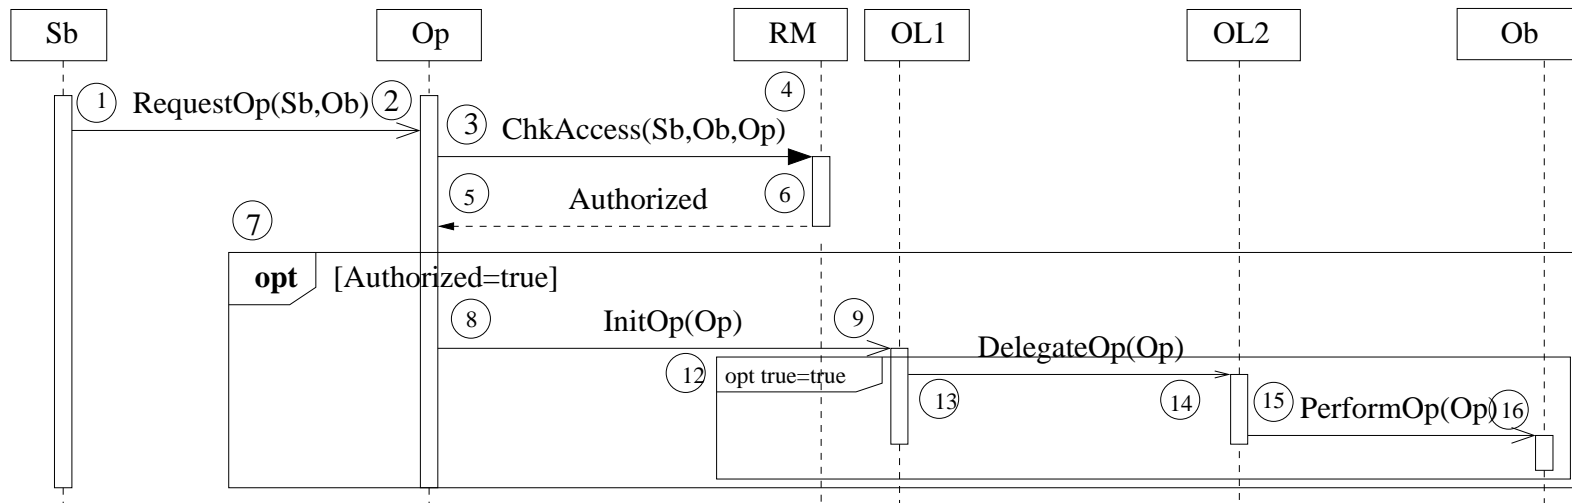 Sb Op RM OL1 OL2 Ob
4
1 RequestOp(Sb,Ob) 2
3 ChkAccess(Sb,Ob,Op)
5 Authorized 6
7
opt [Authorized=true]
8 InitOp(Op) 9
DelegateOp(Op)
12 opt true=true
13 14 15 PerformOp(Op) 16